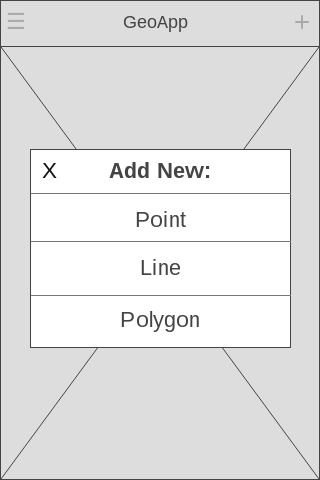 GeoApp
X Add New:
Point
Line
Polygon